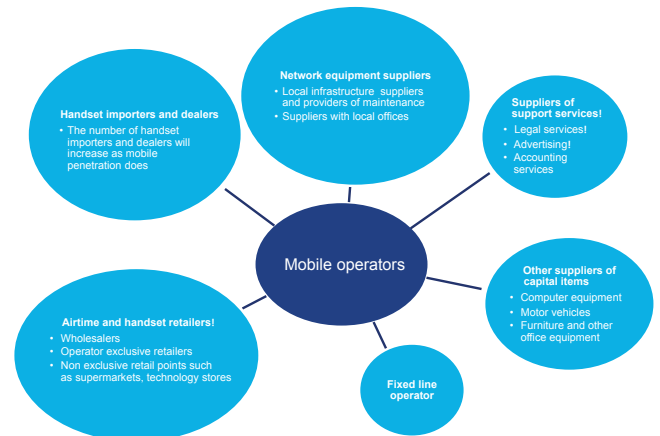 Network equipment suppliers
• Local infrastructure suppliers
and providers of maintenance
• Suppliers with local offices
Handset importers and dealers
• The number of handset
importers and dealers will
increase as mobile
penetration does
Suppliers of
support services!
• Legal services!
• Advertising!
• Accounting
services
Mobile operators
Other suppliers of
capital items
• Computer equipment
• Motor vehicles
• Furniture and other
office equipment
Airtime and handset retailers!
• Wholesalers
• Operator exclusive retailers
• Non exclusive retail points such
as supermarkets, technology stores
Fixed line
operator